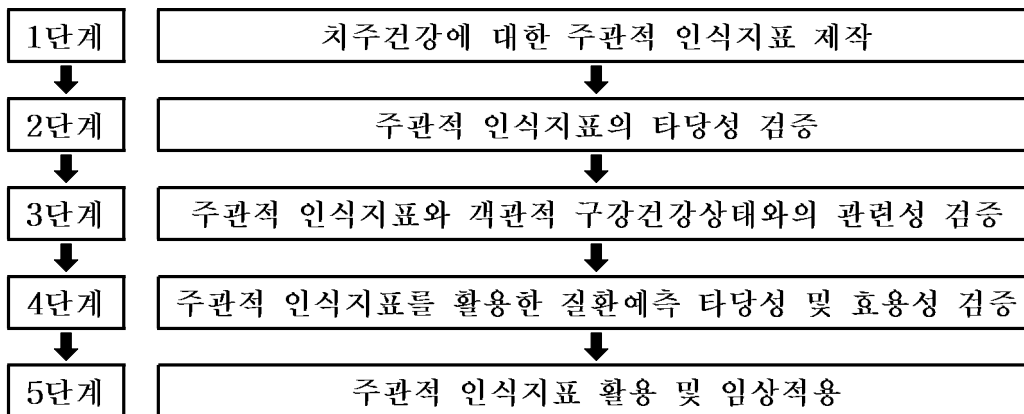 1단계 치주건강에 대한 주관적 인식지표 제작
2단계 주관적 인식지표의 타당성 검증
3단계 주관적 인식지표와 객관적 구강건강상태와의 관련성 검증
4단계 주관적 인식지표를 활용한 질환예측 타당성 및 효용성 검증
5단계 주관적 인식지표 활용 및 임상적용